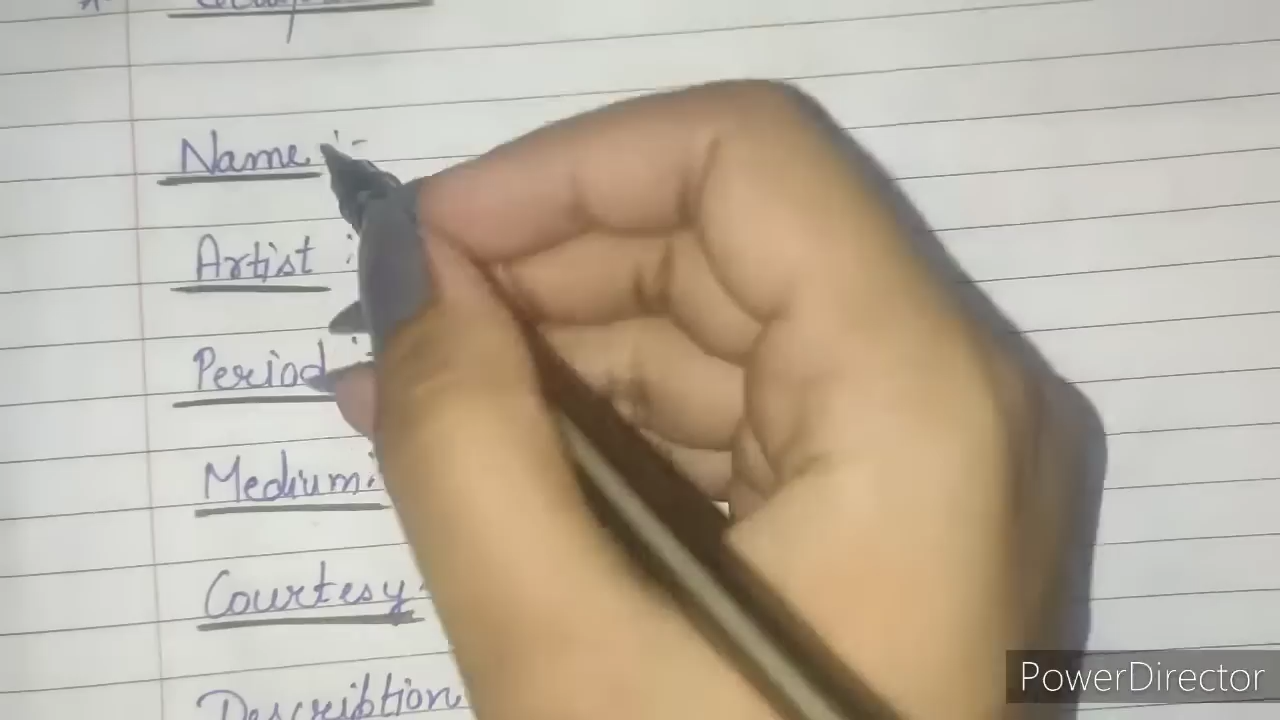 Name :-
Artist :
Period :
Medium :
Courtesy :
Description
PowerDirector